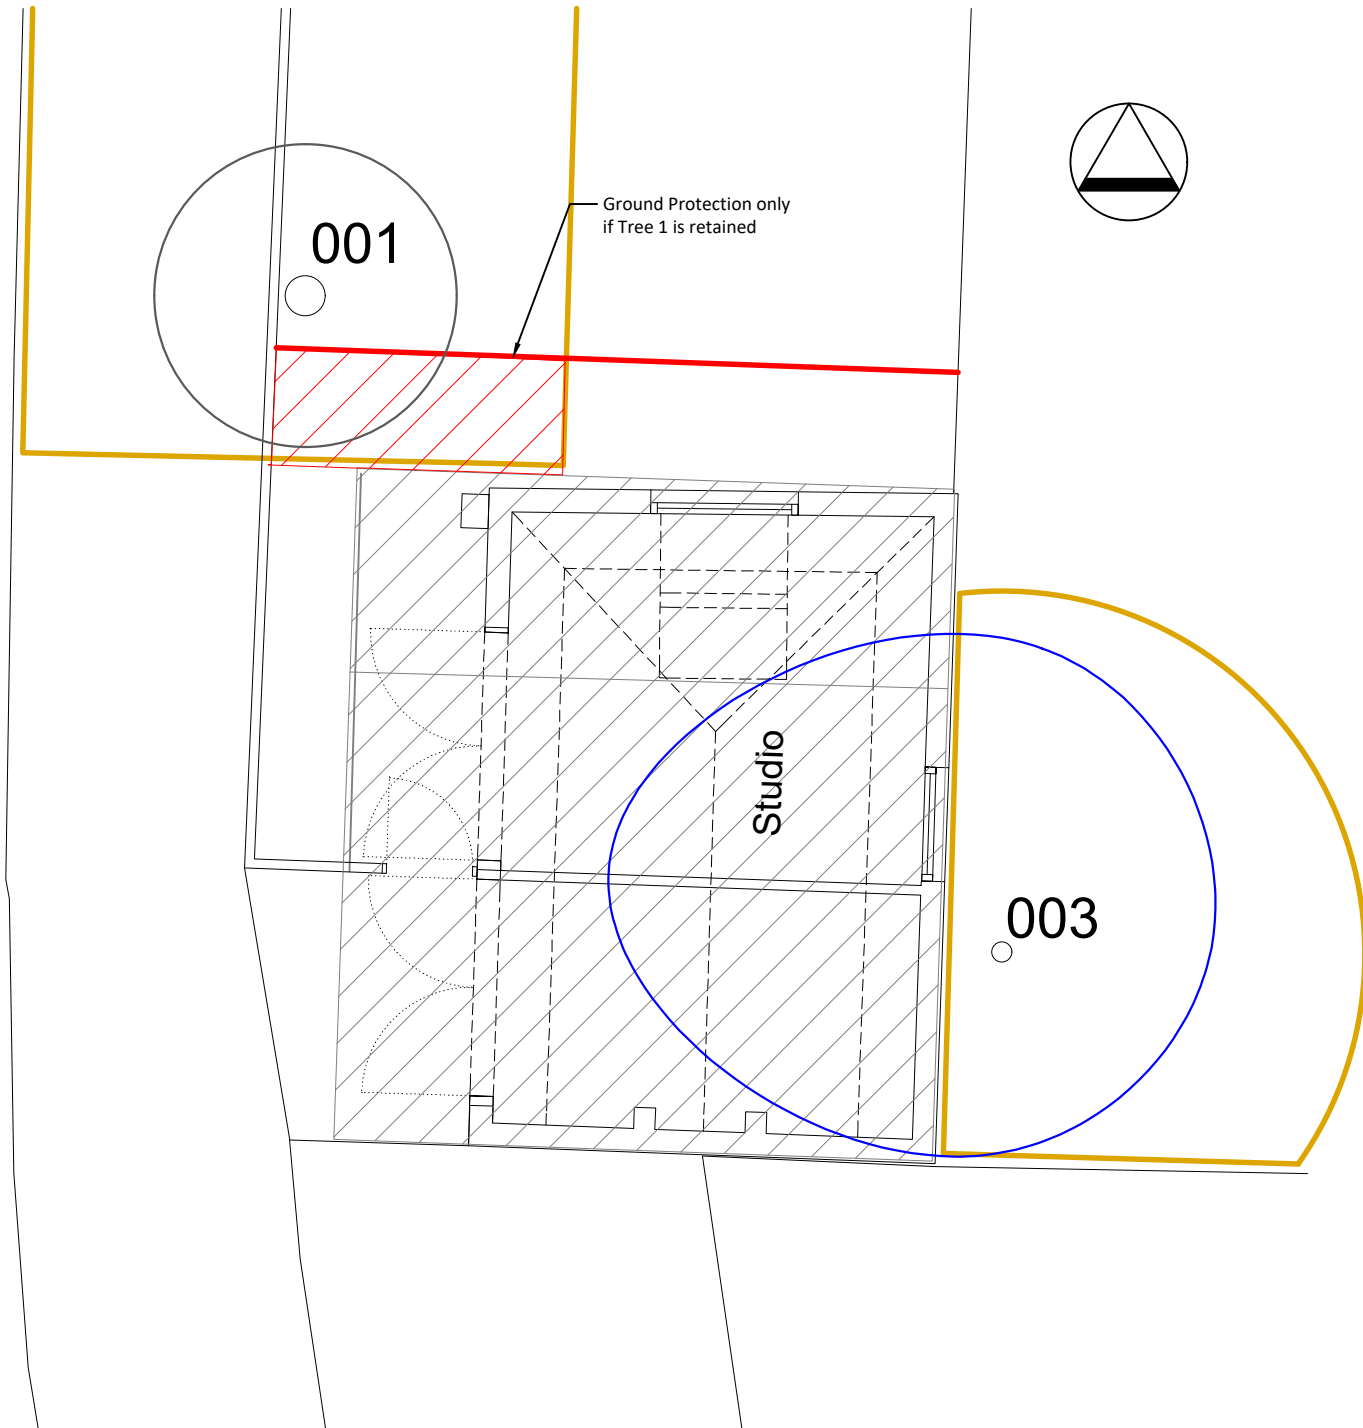 001
Ground Protection only
if Tree 1 is retained
Studio
003